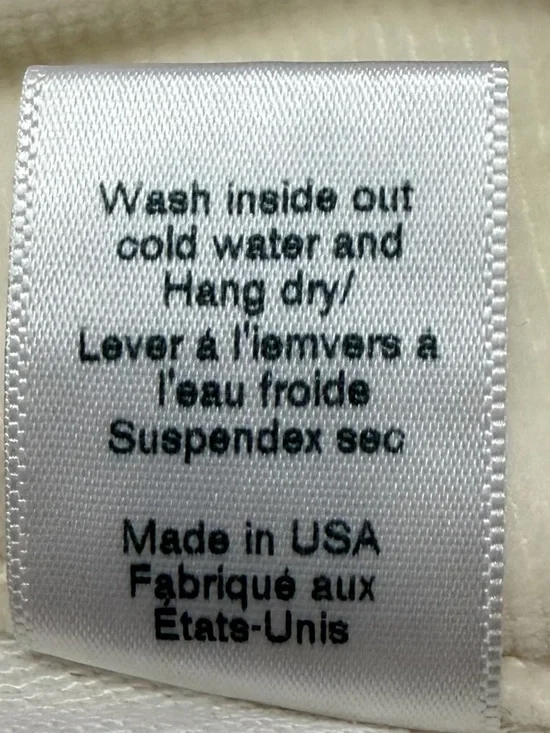 Wash inside out
cold water and
Hang dry/
Lever á l'iemvers a
l'eau froide
Suspendex sec
Made in USA
Fabriqué aux
États-Unis